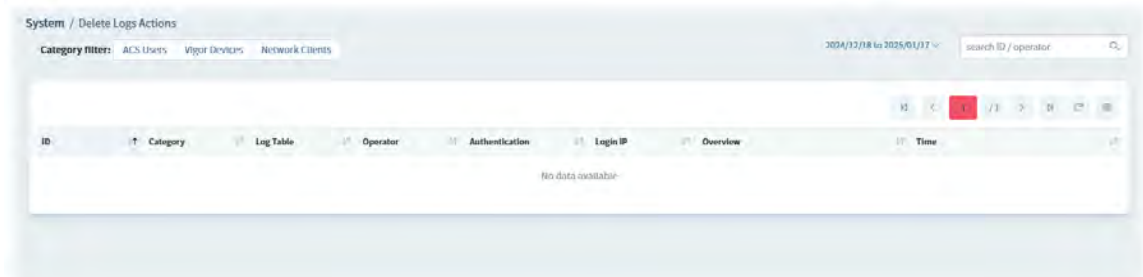 System / Delete Logs Actions
Category filter: ACS Users Vigor Devices Network Clients
2024/12/18 to 2025/01/17
search ID / operator
/1
ID Category Log Table Operator Authentication Login IP Overview Time
No data available